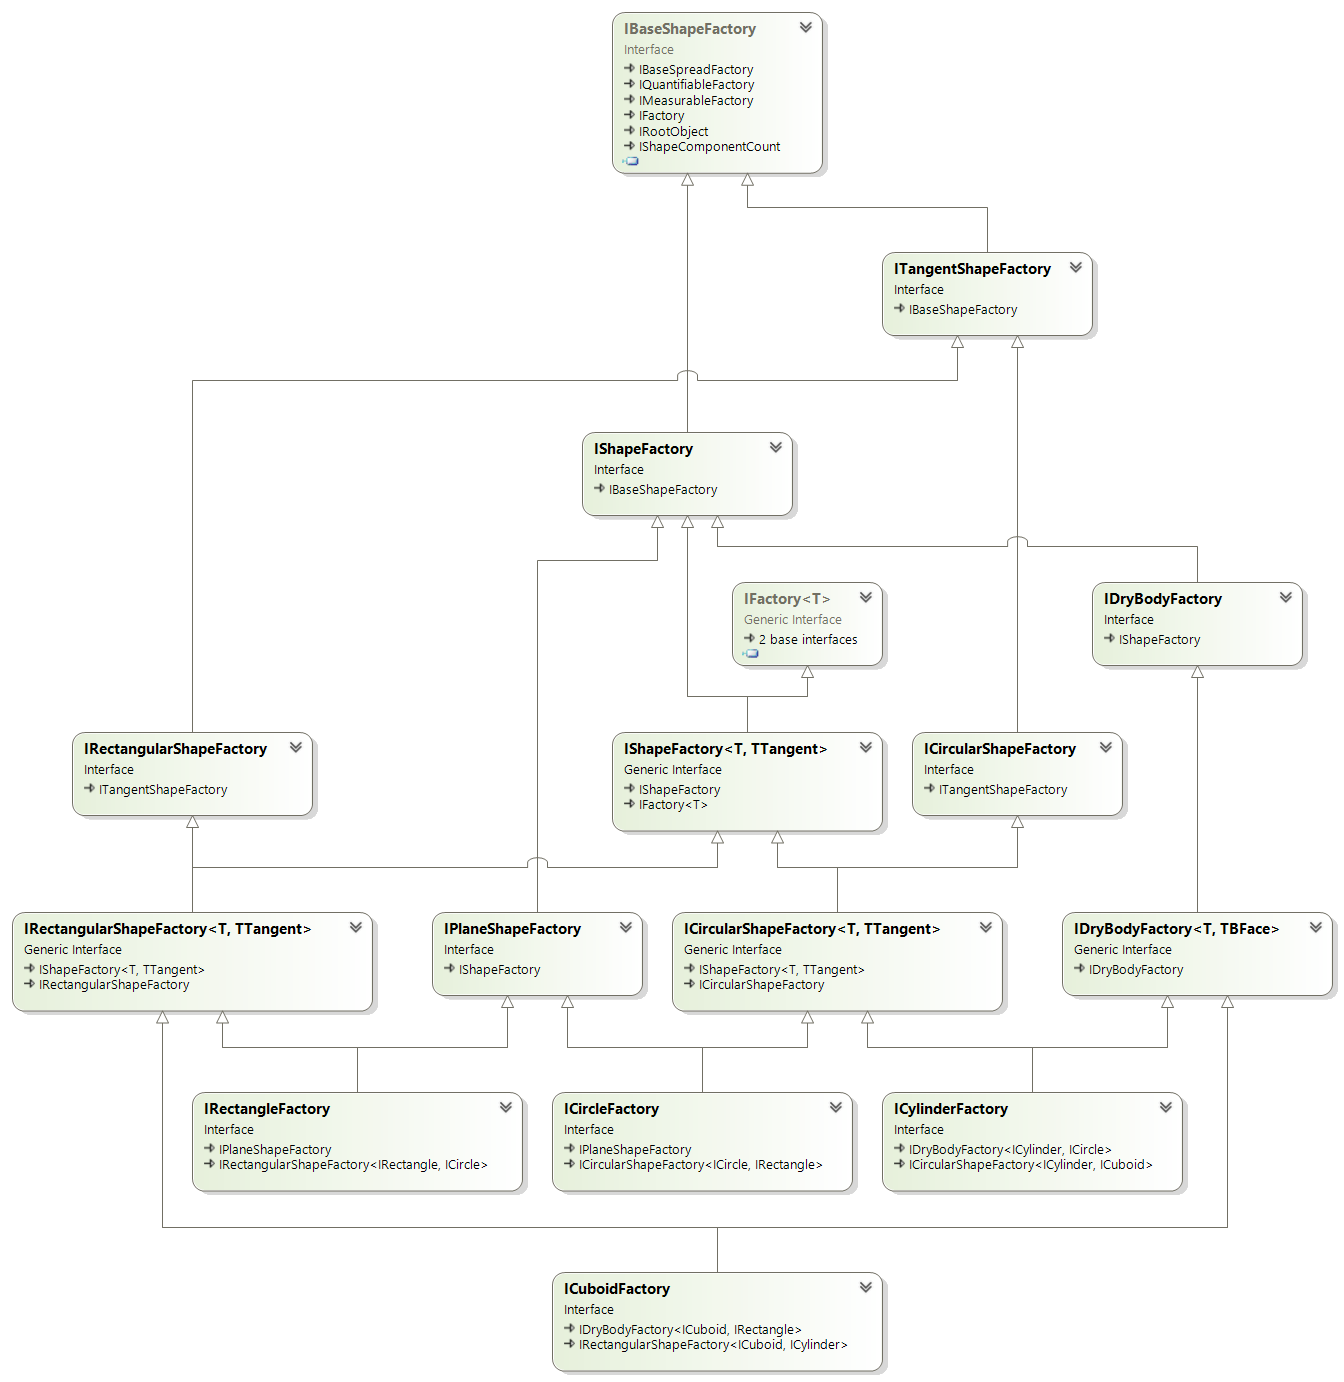 IBaseShapeFactory
Interface
IBaseSpreadFactory
IQuantifiableFactory
IMeasurableFactory
IFactory
IRootObject
IShapeComponentCount
ITangentShapeFactory
Interface
IBaseShapeFactory
IShapeFactory
Interface
IBaseShapeFactory
IFactory<T>
Generic Interface
2 base interfaces
IDryBodyFactory
Interface
IShapeFactory
IRectangularShapeFactory
Interface
ITangentShapeFactory
IShapeFactory<T, TTangent>
Generic Interface
IShapeFactory
IFactory<T>
ICircularShapeFactory
Interface
ITangentShapeFactory
IRectangularShapeFactory<T, TTangent>
Generic Interface
IShapeFactory<T, TTangent>
IRectangularShapeFactory
IPlaneShapeFactory
Interface
IShapeFactory
ICircularShapeFactory<T, TTangent>
Generic Interface
IShapeFactory<T, TTangent>
ICircularShapeFactory
IDryBodyFactory<T, TBFace>
Generic Interface
IDryBodyFactory
IRectangleFactory
Interface
IPlaneShapeFactory
IRectangularShapeFactory<IRectangle, ICircle>
ICircleFactory
Interface
IPlaneShapeFactory
ICircularShapeFactory<ICircle, IRectangle>
ICylinderFactory
Interface
IDryBodyFactory<ICylinder, ICircle>
ICircularShapeFactory<ICylinder, ICuboid>
ICuboidFactory
Interface
IDryBodyFactory<ICuboid, IRectangle>
IRectangularShapeFactory<ICuboid, ICylinder>